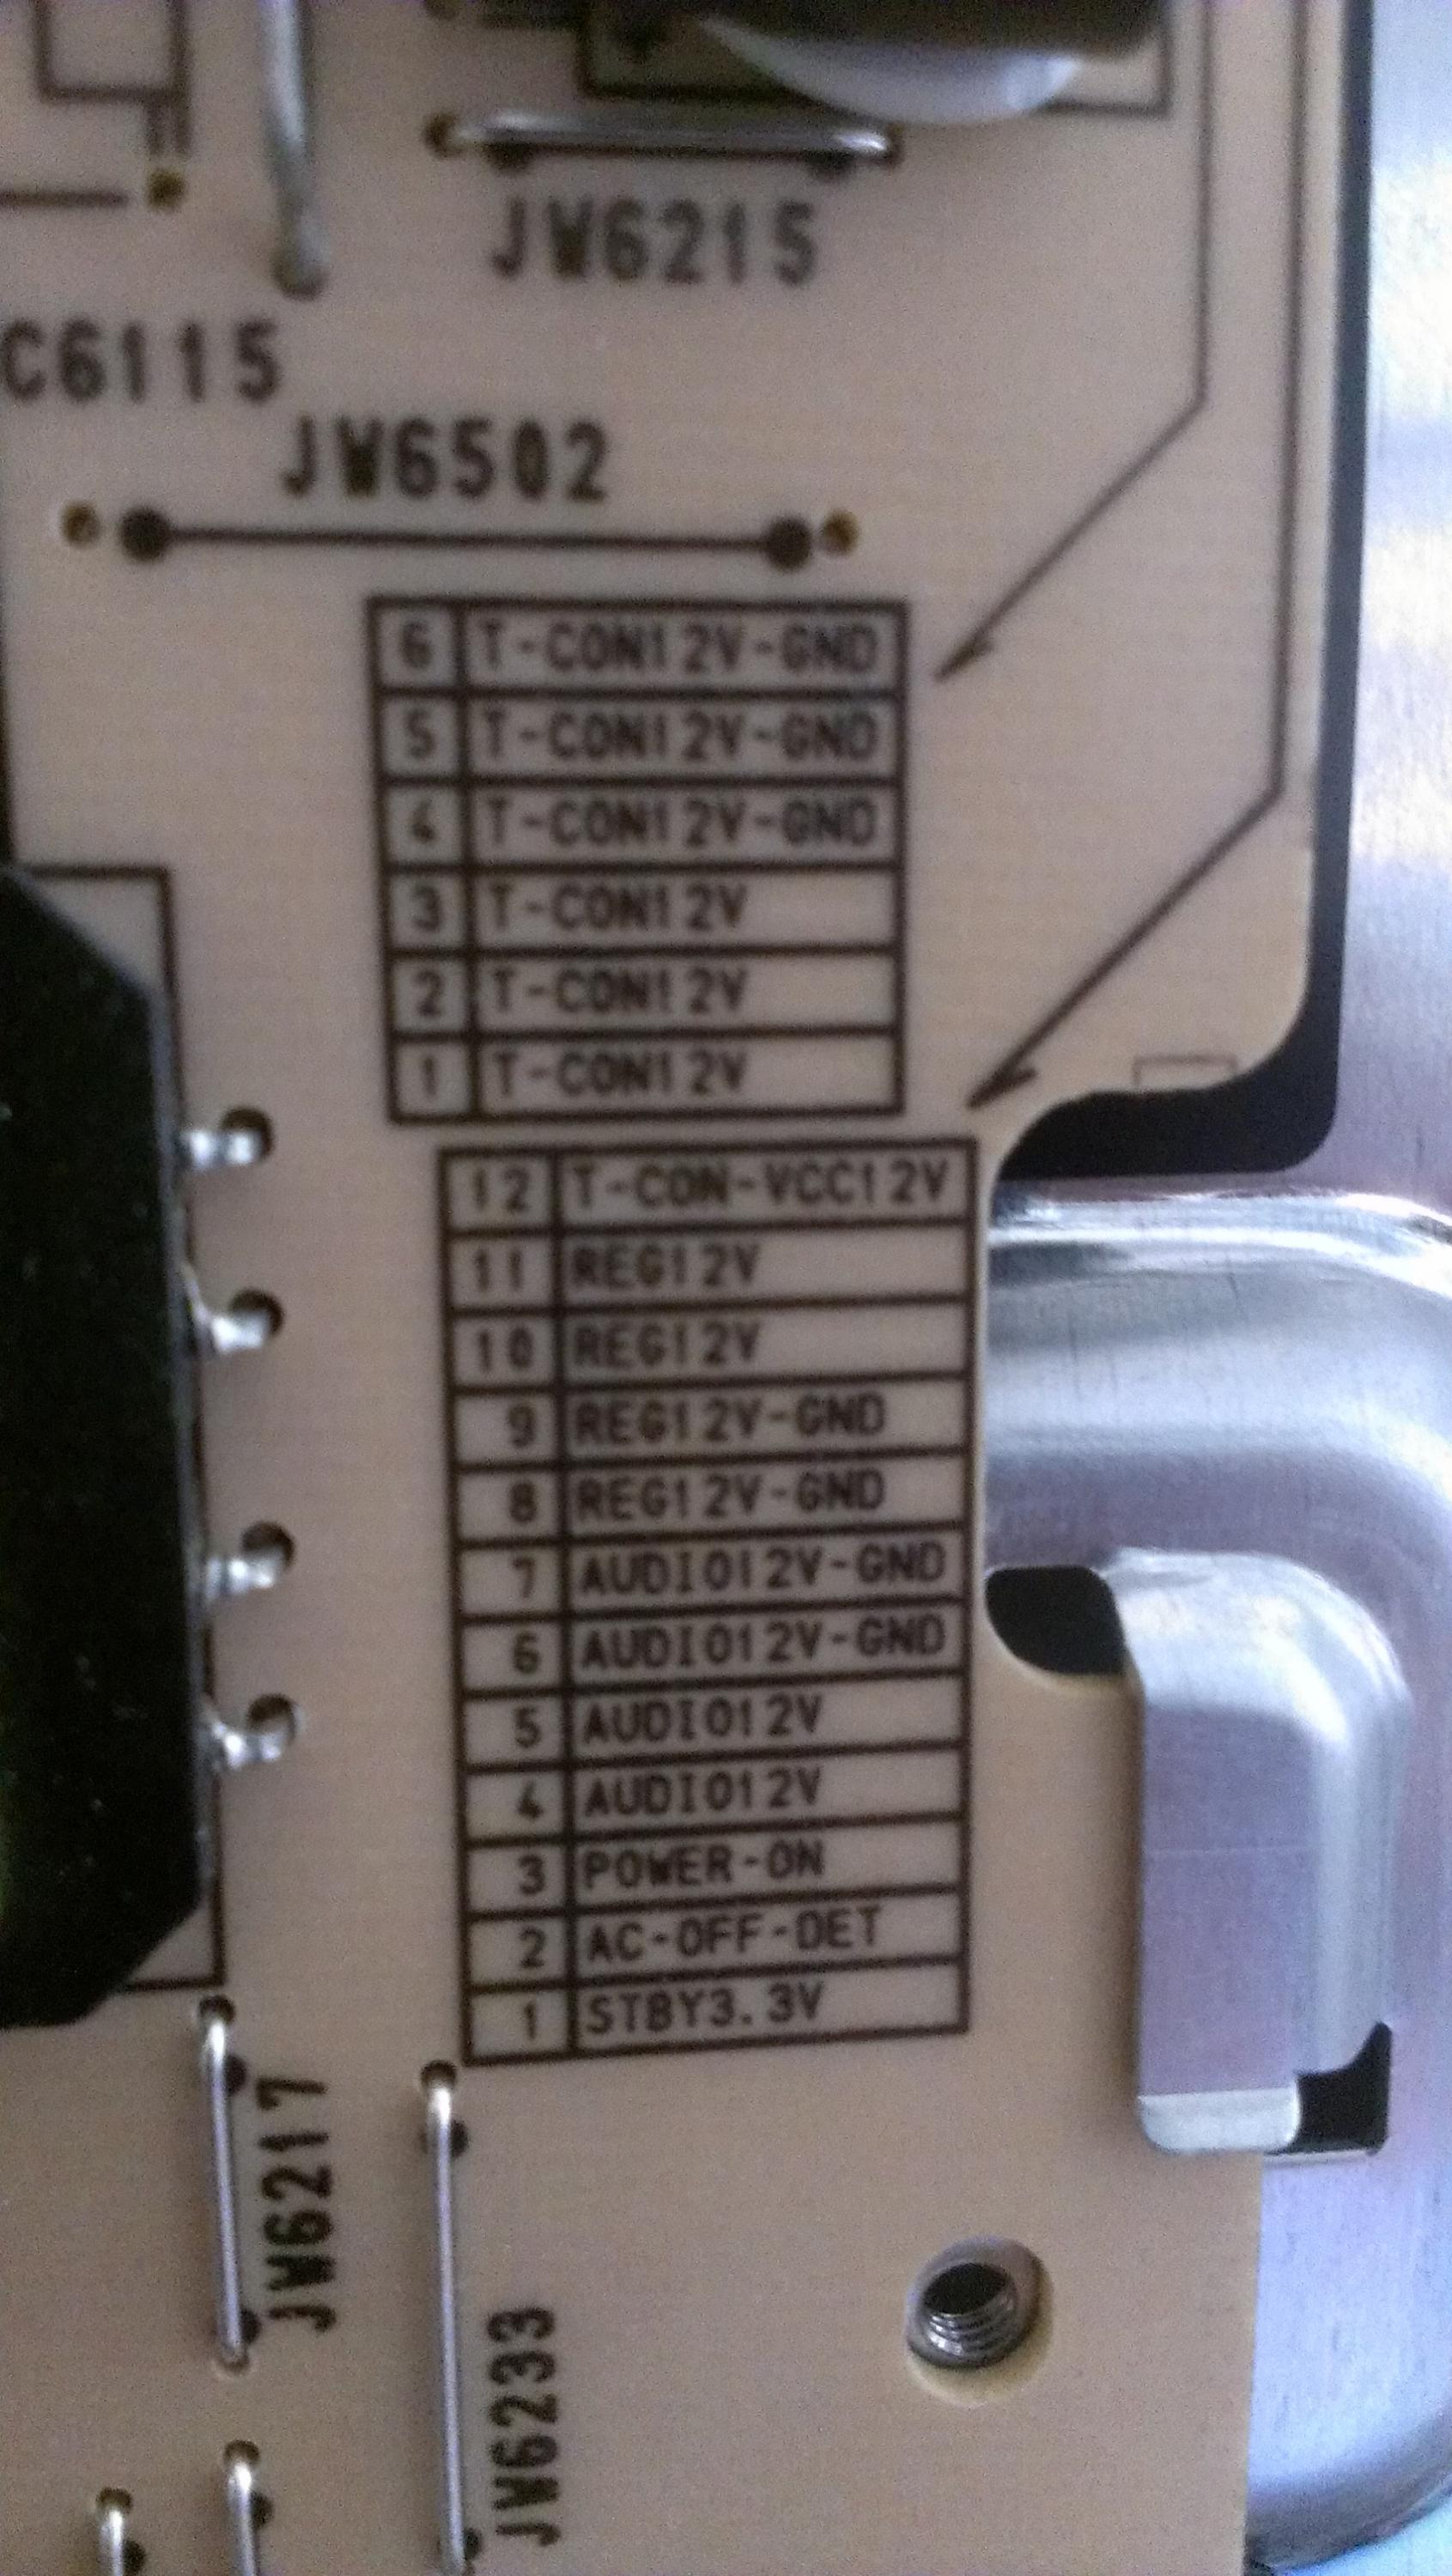 JW6215
C6115
JW6502
6 T-CON12V-GND
5 T-CON12V-GND
4 T-CON12V-GND
3 T-CON12V
2 T-CON12V
1 T-CON12V
12 T-CON-VCC12V
11 REG12V
10 REG12V
9 REG12V-GND
8 REG12V-GND
7 AUDIO12V-GND
6 AUDIO12V-GND
5 AUDIO12V
4 AUDIO12V
3 POWER-ON
2 AC-OFF-DET
1 STBY3.3V
JW6217
JW6233